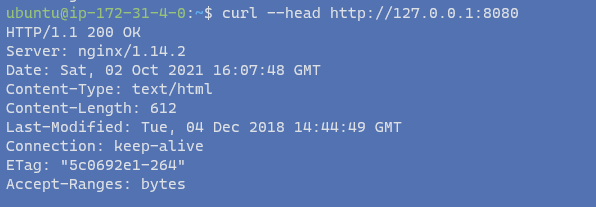 ubuntu@ip-172-31-4-0:~$ curl --head http://127.0.0.1:8080
HTTP/1.1 200 OK
Server: nginx/1.14.2
Date: Sat, 02 Oct 2021 16:07:48 GMT
Content-Type: text/html
Content-Length: 612
Last-Modified: Tue, 04 Dec 2018 14:44:49 GMT
Connection: keep-alive
ETag: "5c0692e1-264"
Accept-Ranges: bytes